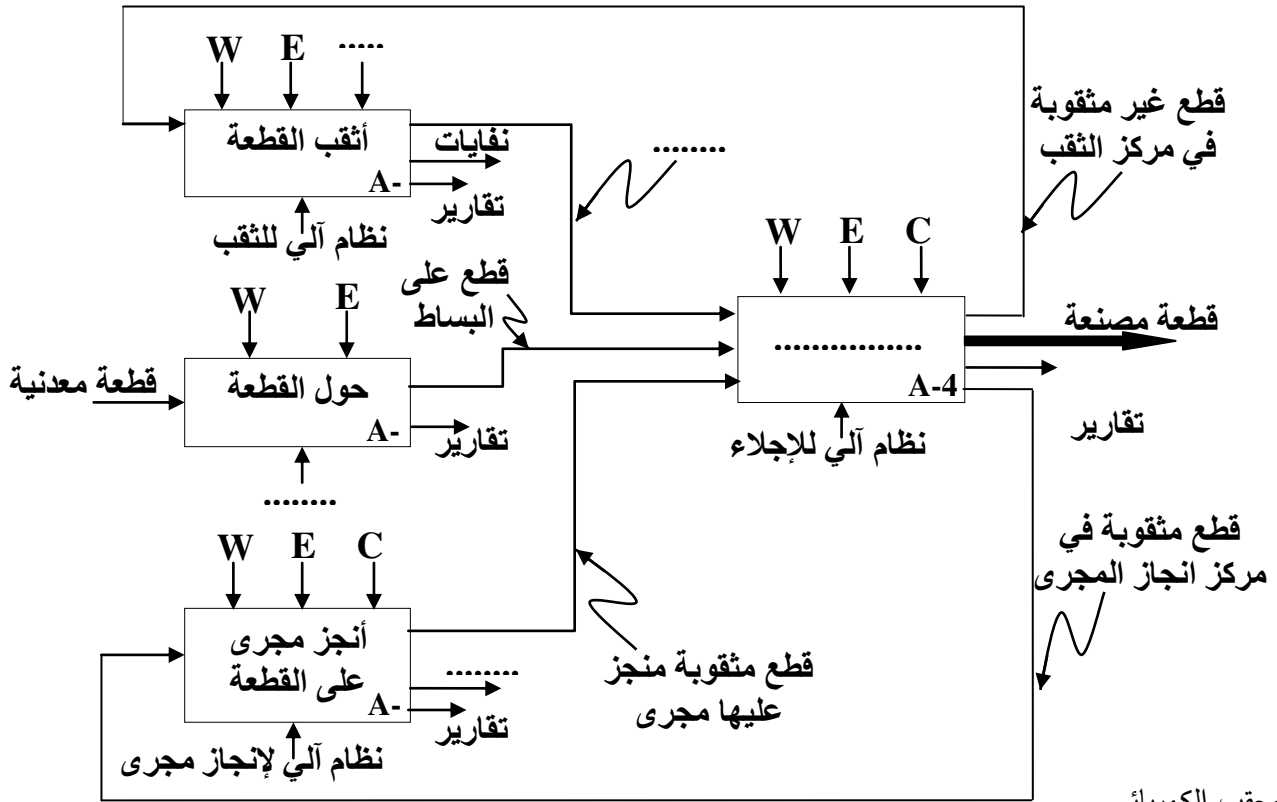 W E .....
أثقب القطعة
A-
نفايات
تقارير
نظام آلي للثقب
........
قطع غير مثقوبة
في مركز الثقب
W E C
................
A-4
نظام آلي للإجلاء
قطعة مصنعة
تقارير
قطع على
البساط
W E
قطعة معدنية
حول القطعة
A-
تقارير
........
W E C
أنجز مجرى
على القطعة
A-
........
تقارير
نظام آلي لإنجاز مجرى
قطع مثقوبة منجز
عليها مجرى
قطع مثقوبة في
مركز انجاز المجرى